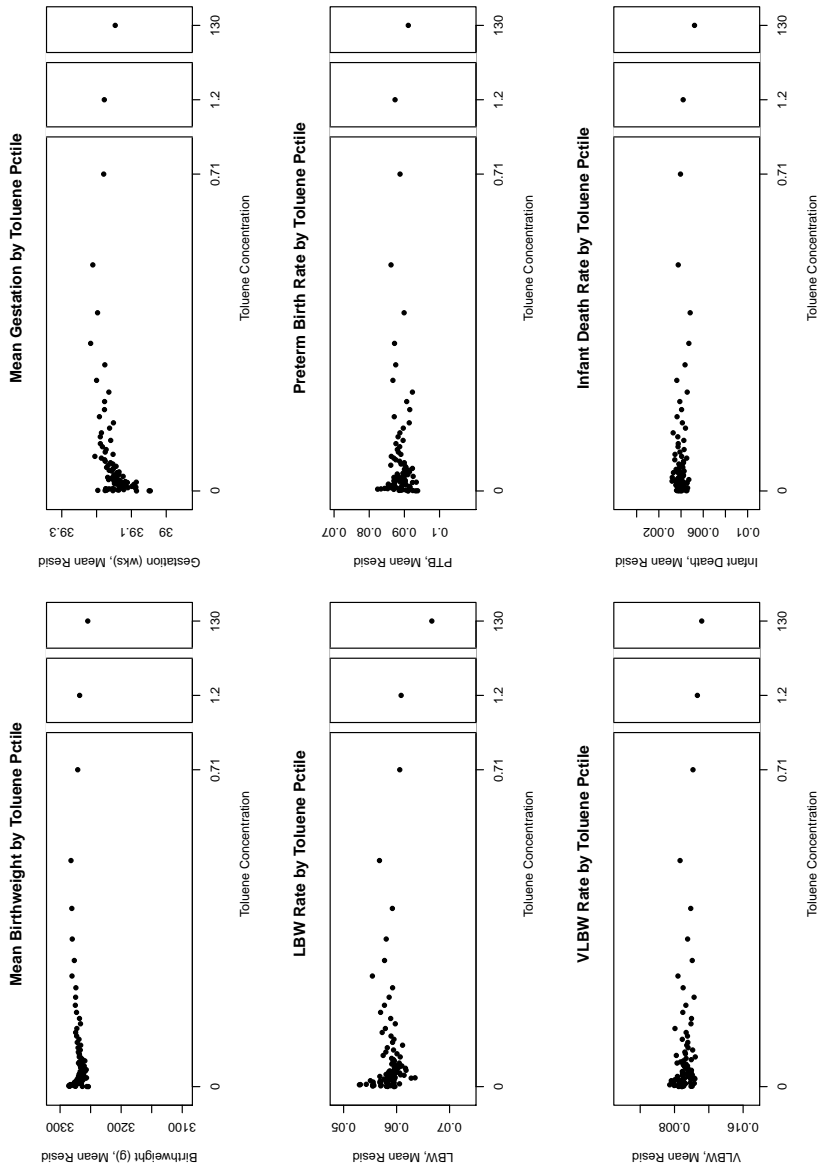 Mean Birthweight by Toluene Pctile
Birthweight (g), Mean Resid
3300
3200
3100
0
0.71
1.2
130
Toluene Concentration
Mean Gestation by Toluene Pctile
Gestation (wks), Mean Resid
39.3
39.1
39
0
0.71
1.2
130
Toluene Concentration
LBW Rate by Toluene Pctile
LBW, Mean Resid
0.05
0.06
0.07
0
0.71
1.2
130
Toluene Concentration
Preterm Birth Rate by Toluene Pctile
PTB, Mean Resid
0.07
0.08
0.09
0.1
0
0.71
1.2
130
Toluene Concentration
VLBW Rate by Toluene Pctile
VLBW, Mean Resid
0.008
0.016
0
0.71
1.2
130
Toluene Concentration
Infant Death Rate by Toluene Pctile
Infant Death, Mean Resid
0.002
0.006
0.01
0
0.71
1.2
130
Toluene Concentration